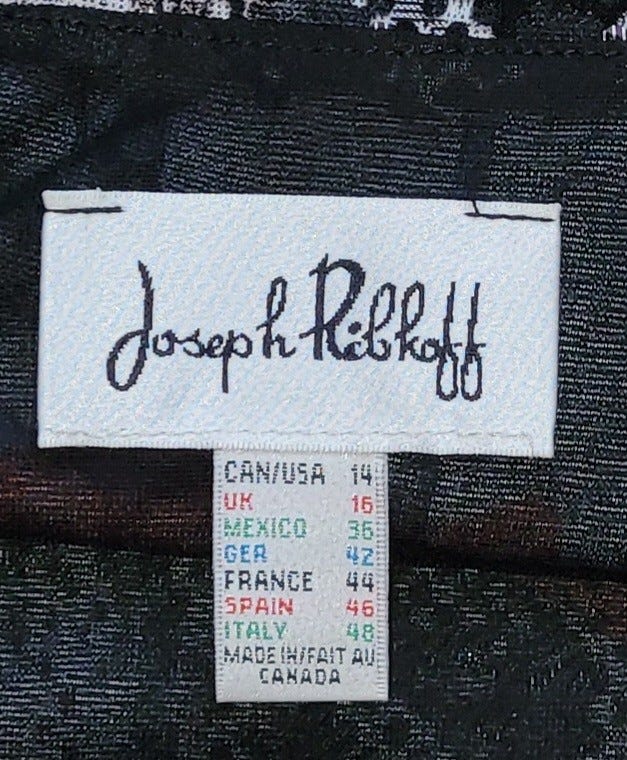 Joseph Ribkoff
CAN/USA 14
UK 16
MEXICO 36
GER 42
FRANCE 44
SPAIN 46
ITALY 48
MADE IN/FAIT AU
CANADA